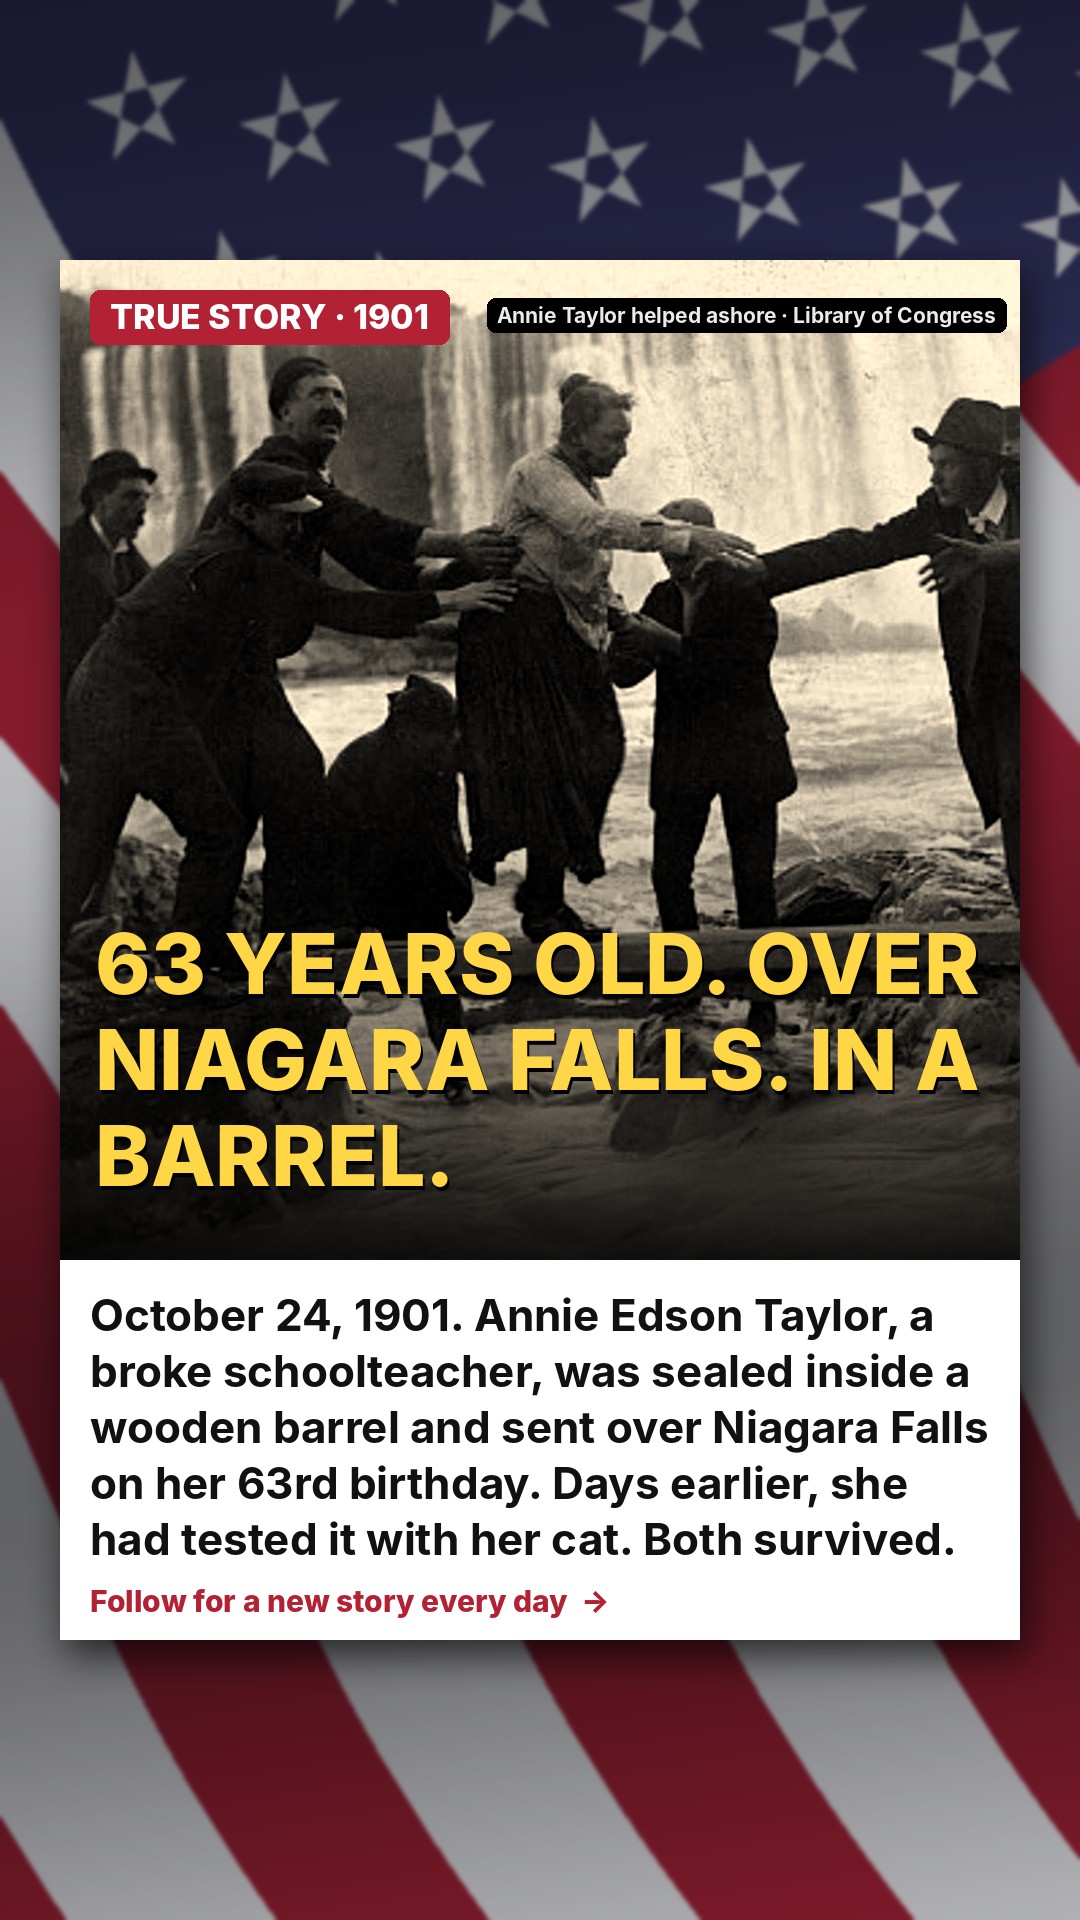 TRUE STORY · 1901
Annie Taylor helped ashore · Library of Congress
63 YEARS OLD. OVER
NIAGARA FALLS. IN A
BARREL.
October 24, 1901. Annie Edson Taylor, a
broke schoolteacher, was sealed inside a
wooden barrel and sent over Niagara Falls
on her 63rd birthday. Days earlier, she
had tested it with her cat. Both survived.
Follow for a new story every day →